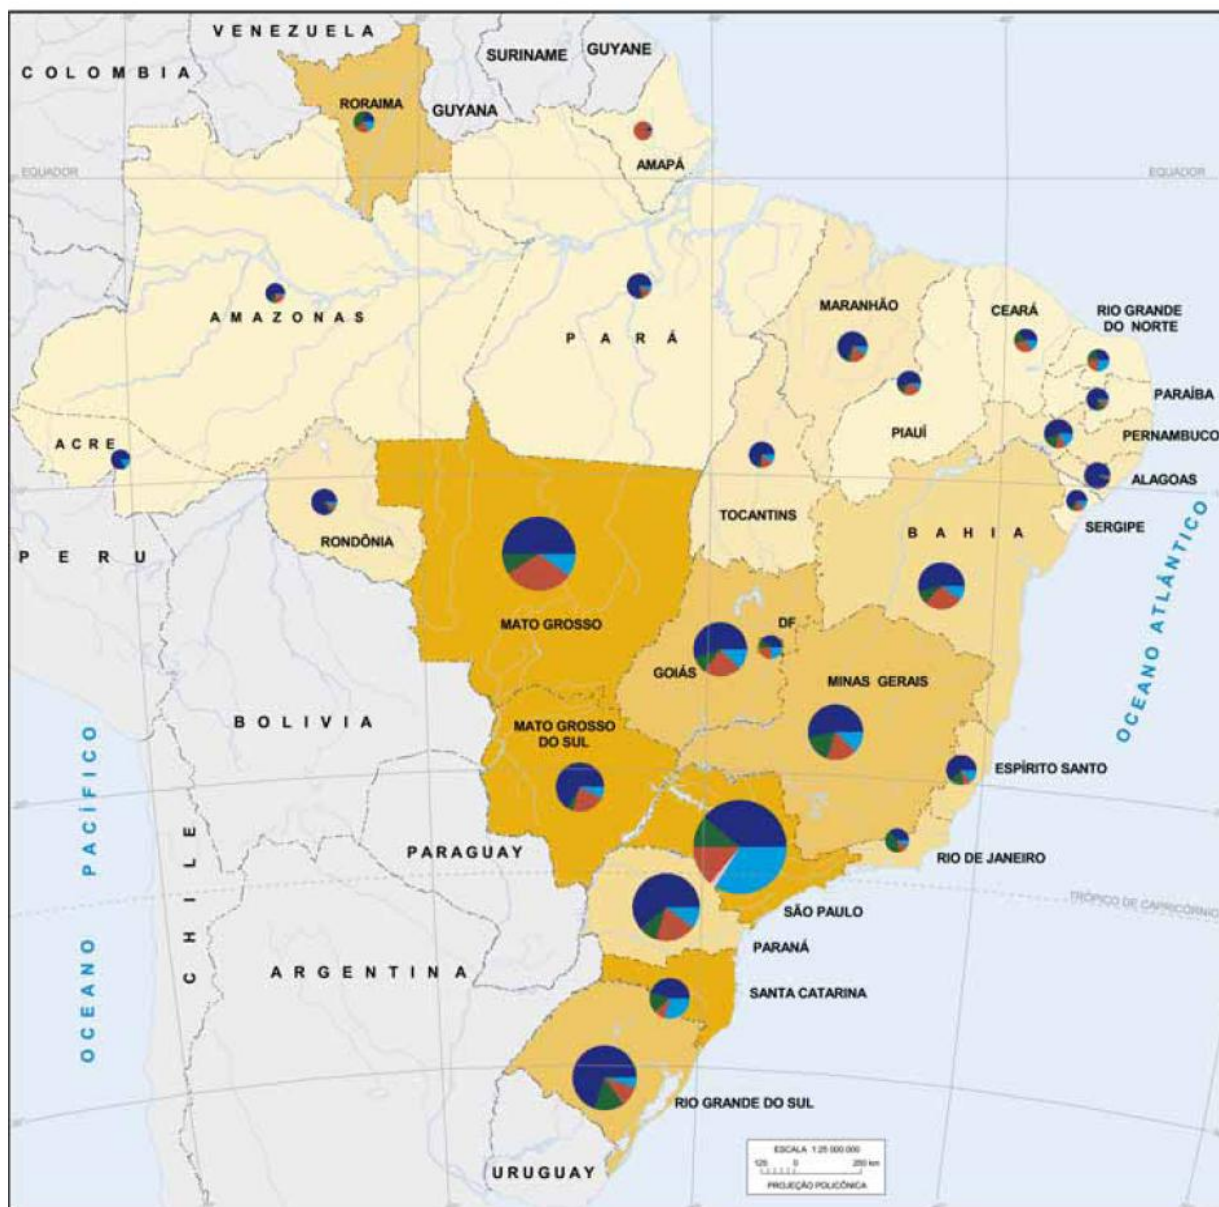 VENEZUELA
COLOMBIA
SURINAME
GUYANE
GUYANA
RORAIMA
AMAPÁ
EQUADOR
EQUADOR
AMAZONAS
PARÁ
MARANHÃO
CEARÁ
RIO GRANDE
DO NORTE
PARAÍBA
PIAUÍ
PERNAMBUCO
ACRE
ALAGOAS
TOCANTINS
SERGIPE
RONDÔNIA
BAHIA
PERU
MATO GROSSO
DF
GOIÁS
MINAS GERAIS
OCEANO ATLÂNTICO
BOLIVIA
MATO GROSSO
DO SUL
ESPÍRITO SANTO
OCEANO PACÍFICO
CHILE
PARAGUAY
RIO DE JANEIRO
TRÓPICO DE CAPRICÓRNIO
SÃO PAULO
PARANÁ
ARGENTINA
SANTA CATARINA
RIO GRANDE DO SUL
URUGUAY
ESCALA 1:25 000 000
125 0 250 km
PROJEÇÃO POLICÔNICA